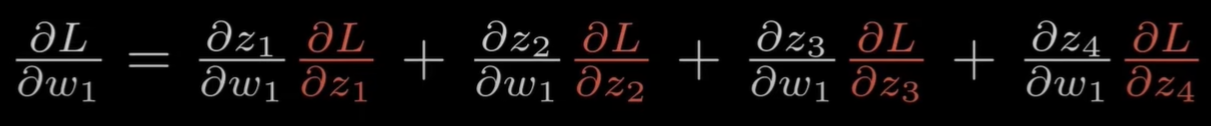 ∂L/∂w₁ = ∂z₁/∂w₁ ∂L/∂z₁ + ∂z₂/∂w₁ ∂L/∂z₂ + ∂z₃/∂w₁ ∂L/∂z₃ + ∂z₄/∂w₁ ∂L/∂z₄